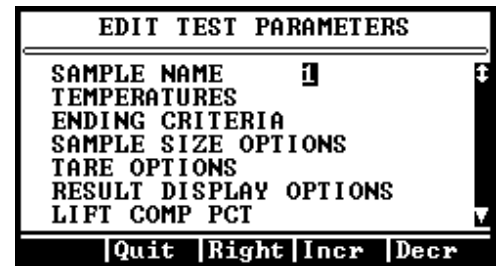 EDIT TEST PARAMETERS
SAMPLE NAME 1
TEMPERATURES
ENDING CRITERIA
SAMPLE SIZE OPTIONS
TARE OPTIONS
RESULT DISPLAY OPTIONS
LIFT COMP PCT
|Quit |Right|Incr |Decr